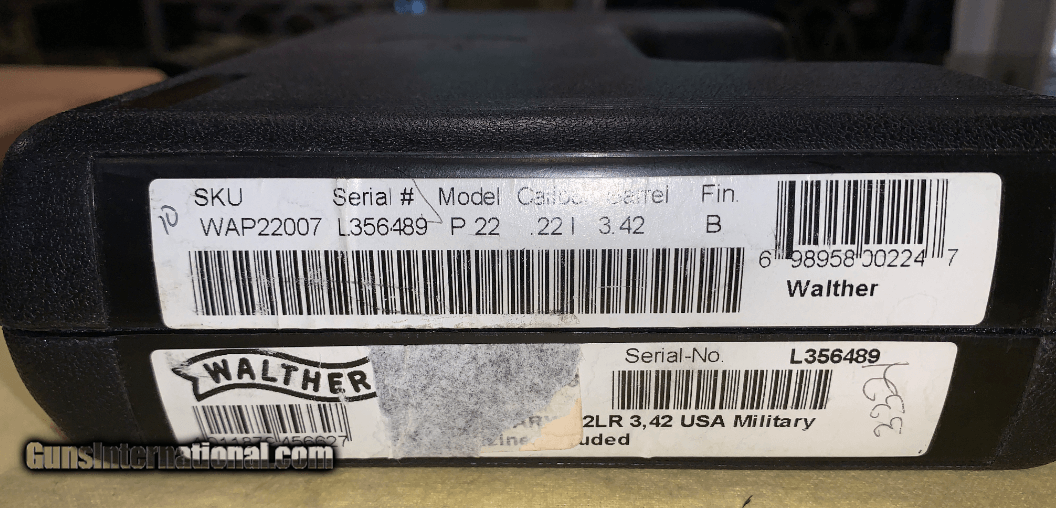 SKU Serial # Model Barrel Fin.
WAP22007 L356489 P 22 .22 l 3.42 B
10
6 98958 00224 7
Walther
WALTHER
Serial-No. L356489
2LR 3,42 USA Military
3324
GunsInternational.com